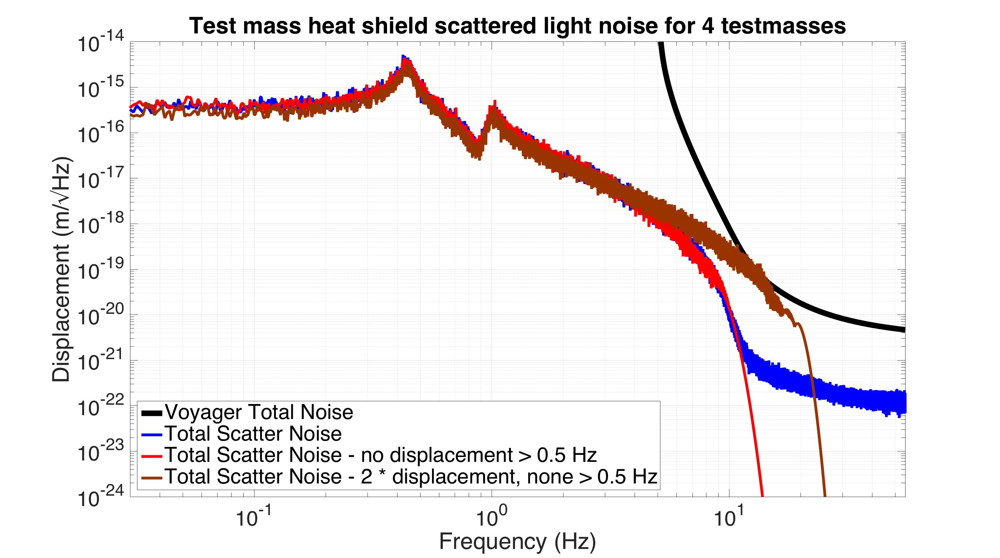 Test mass heat shield scattered light noise for 4 testmasses
Displacement (m/√Hz)
10^-14
10^-15
10^-16
10^-17
10^-18
10^-19
10^-20
10^-21
10^-22
10^-23
10^-24
Voyager Total Noise
Total Scatter Noise
Total Scatter Noise - no displacement > 0.5 Hz
Total Scatter Noise - 2 * displacement, none > 0.5 Hz
10^-1 10^0 10^1
Frequency (Hz)